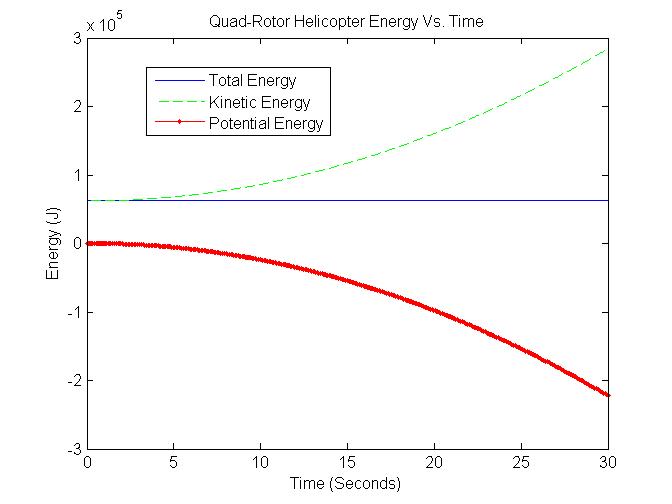 x 10^5
Quad-Rotor Helicopter Energy Vs. Time
3
2
1
0
-1
-2
-3
Energy (J)
Total Energy
Kinetic Energy
Potential Energy
0 5 10 15 20 25 30
Time (Seconds)